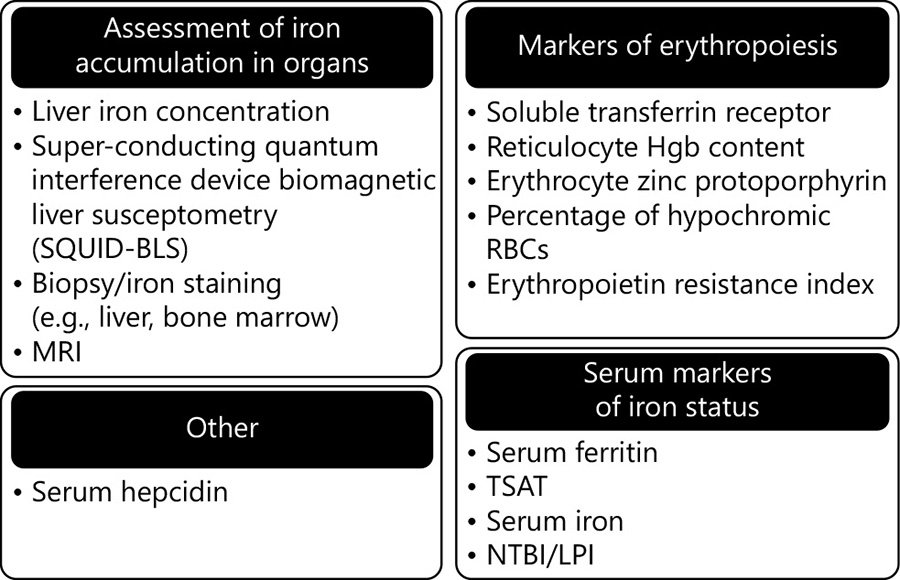 Assessment of iron
accumulation in organs
• Liver iron concentration
• Super-conducting quantum
interference device biomagnetic
liver susceptometry
(SQUID-BLS)
• Biopsy/iron staining
(e.g., liver, bone marrow)
• MRI
Other
• Serum hepcidin
Markers of erythropoiesis
• Soluble transferrin receptor
• Reticulocyte Hgb content
• Erythrocyte zinc protoporphyrin
• Percentage of hypochromic
RBCs
• Erythropoietin resistance index
Serum markers
of iron status
• Serum ferritin
• TSAT
• Serum iron
• NTBI/LPI